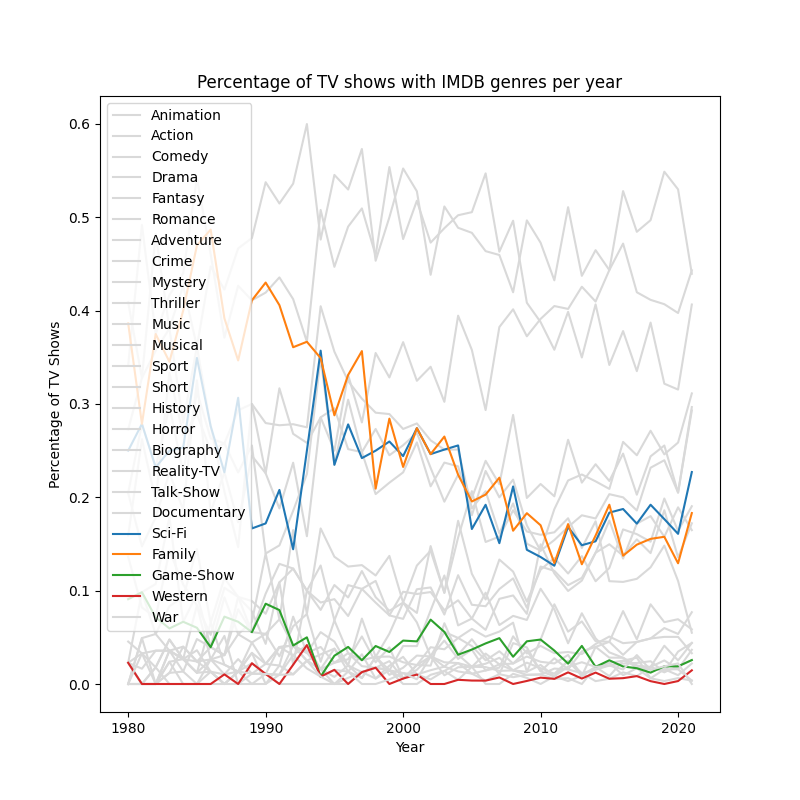 Percentage of TV shows with IMDB genres per year
0.6
0.5
0.4
0.3
0.2
0.1
0.0
Percentage of TV Shows
Animation
Action
Comedy
Drama
Fantasy
Romance
Adventure
Crime
Mystery
Thriller
Music
Musical
Sport
Short
History
Horror
Biography
Reality-TV
Talk-Show
Documentary
Sci-Fi
Family
Game-Show
Western
War
1980 1990 2000 2010 2020
Year